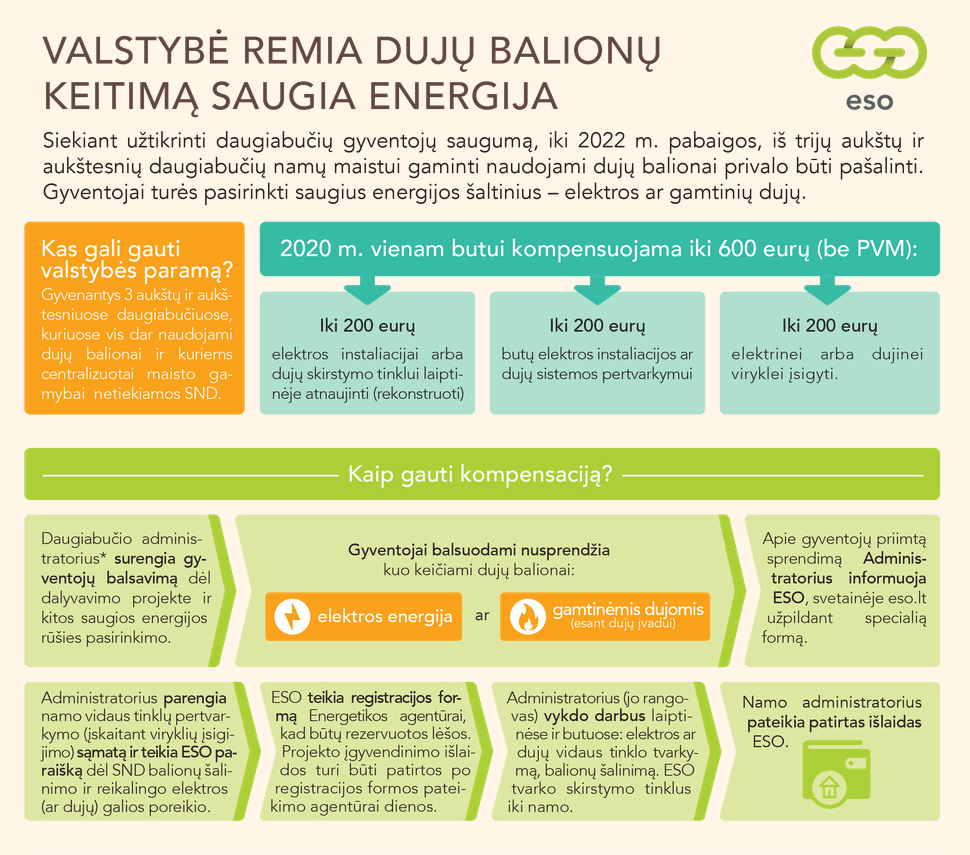 VALSTYBĖ REMIA DUJŲ BALIONŲ
KEITIMĄ SAUGIA ENERGIJA
eso
Siekiant užtikrinti daugiabučių gyventojų saugumą, iki 2022 m. pabaigos, iš trijų aukštų ir
aukštesnių daugiabučių namų maistui gaminti naudojami dujų balionai privalo būti pašalinti.
Gyventojai turės pasirinkti saugius energijos šaltinius – elektros ar gamtinių dujų.
Kas gali gauti
valstybės paramą?
Gyvenantys 3 aukštų ir aukš-
tesniuose daugiabučiuose,
kuriuose vis dar naudojami
dujų balionai ir kuriems
centralizuotai maisto ga-
mybai netiekiamos SND.
2020 m. vienam butui kompensuojama iki 600 eurų (be PVM):
Iki 200 eurų
elektros instaliacijai arba
dujų skirstymo tinklui laipti-
nėje atnaujinti (rekonstruoti)
Iki 200 eurų
butų elektros instaliacijos ar
dujų sistemos pertvarkymui
Iki 200 eurų
elektrinei arba dujinei
viryklei įsigyti.
Kaip gauti kompensaciją?
Daugiabučio adminis-
tratorius* surengia gy-
ventojų balsavimą dėl
dalyvavimo projekte ir
kitos saugios energijos
rūšies pasirinkimo.
Gyventojai balsuodami nusprendžia
kuo keičiami dujų balionai:
elektros energija
ar
gamtinėmis dujomis
(esant dujų įvadui)
Apie gyventojų priimtą
sprendimą Adminis-
tratorius informuoja
ESO, svetainėje eso.lt
užpildant specialią
formą.
Administratorius parengia
namo vidaus tinklų pertvar-
kymo (įskaitant viryklių įsigi-
jimo) sąmatą ir teikia ESO pa-
raišką dėl SND balionų šali-
nimo ir reikalingo elektros
(ar dujų) galios poreikio.
ESO teikia registracijos for-
mą Energetikos agentūrai,
kad būtų rezervuotos lėšos.
Projekto įgyvendinimo išlai-
dos turi būti patirtos po
registracijos formos patei-
kimo agentūrai dienos.
Administratorius (jo rango-
vas) vykdo darbus laipti-
nėse ir butuose: elektros ar
dujų vidaus tinklo tvarky-
mą, balionų šalinimą. ESO
tvarko skirstymo tinklus
iki namo.
Namo administratorius
pateikia patirtas išlaidas
ESO.